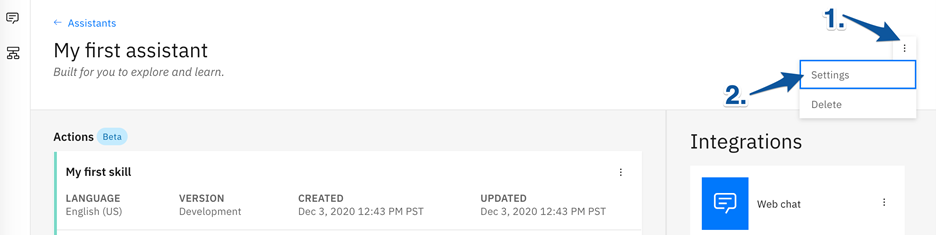 ← Assistants
1.
My first assistant
Built for you to explore and learn.
Settings
2.
Delete
Actions Beta
Integrations
My first skill
LANGUAGE VERSION CREATED UPDATED
English (US) Development Dec 3, 2020 12:43 PM PST Dec 3, 2020 12:43 PM PST
Web chat